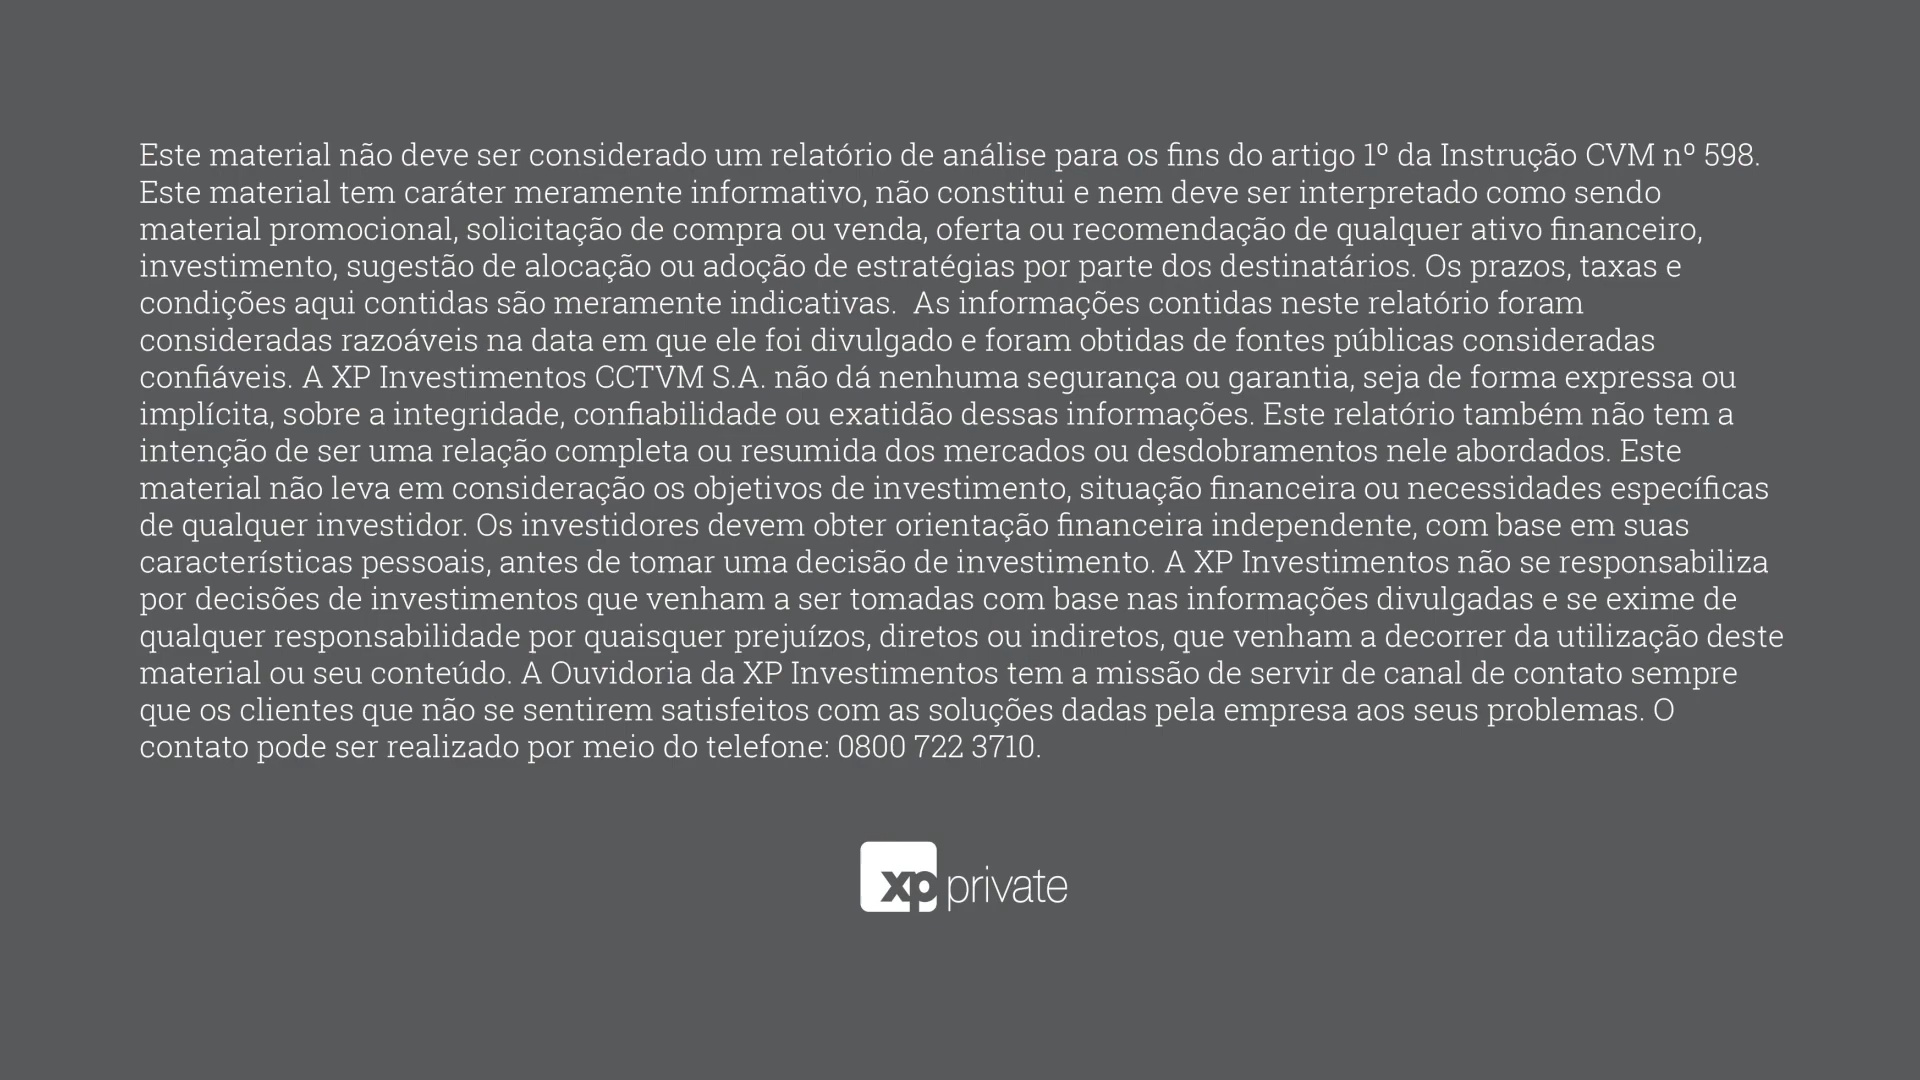 Este material não deve ser considerado um relatório de análise para os fins do artigo 1º da Instrução CVM nº 598.
Este material tem caráter meramente informativo, não constitui e nem deve ser interpretado como sendo
material promocional, solicitação de compra ou venda, oferta ou recomendação de qualquer ativo financeiro,
investimento, sugestão de alocação ou adoção de estratégias por parte dos destinatários. Os prazos, taxas e
condições aqui contidas são meramente indicativas.  As informações contidas neste relatório foram
consideradas razoáveis na data em que ele foi divulgado e foram obtidas de fontes públicas consideradas
confiáveis. A XP Investimentos CCTVM S.A. não dá nenhuma segurança ou garantia, seja de forma expressa ou
implícita, sobre a integridade, confiabilidade ou exatidão dessas informações. Este relatório também não tem a
intenção de ser uma relação completa ou resumida dos mercados ou desdobramentos nele abordados. Este
material não leva em consideração os objetivos de investimento, situação financeira ou necessidades específicas
de qualquer investidor. Os investidores devem obter orientação financeira independente, com base em suas
características pessoais, antes de tomar uma decisão de investimento. A XP Investimentos não se responsabiliza
por decisões de investimentos que venham a ser tomadas com base nas informações divulgadas e se exime de
qualquer responsabilidade por quaisquer prejuízos, diretos ou indiretos, que venham a decorrer da utilização deste
material ou seu conteúdo. A Ouvidoria da XP Investimentos tem a missão de servir de canal de contato sempre
que os clientes que não se sentirem satisfeitos com as soluções dadas pela empresa aos seus problemas. O
contato pode ser realizado por meio do telefone: 0800 722 3710.
xp private